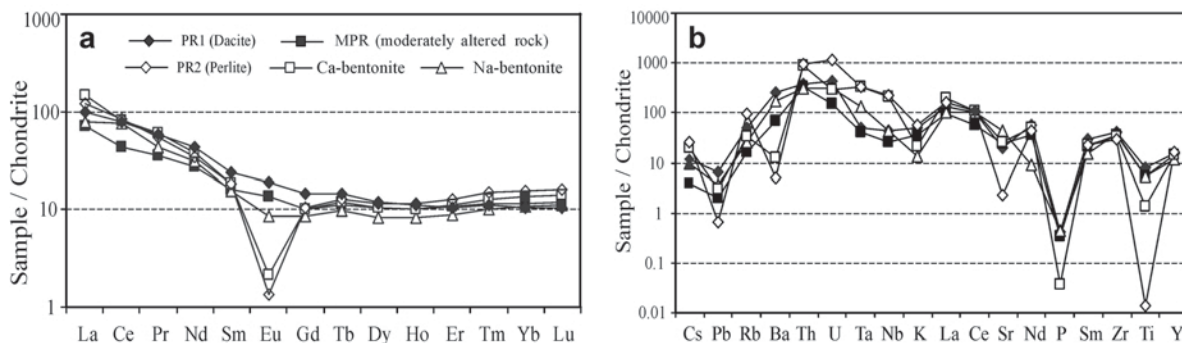 a
PR1 (Dacite) MPR (moderately altered rock)
PR2 (Perlite) Ca-bentonite Na-bentonite
Sample / Chondrite
1000
100
10
1
La Ce Pr Nd Sm Eu Gd Tb Dy Ho Er Tm Yb Lu
b
Sample / Chondrite
10000
1000
100
10
1
0.1
0.01
Cs Pb Rb Ba Th U Ta Nb K La Ce Sr Nd P Sm Zr Ti Y